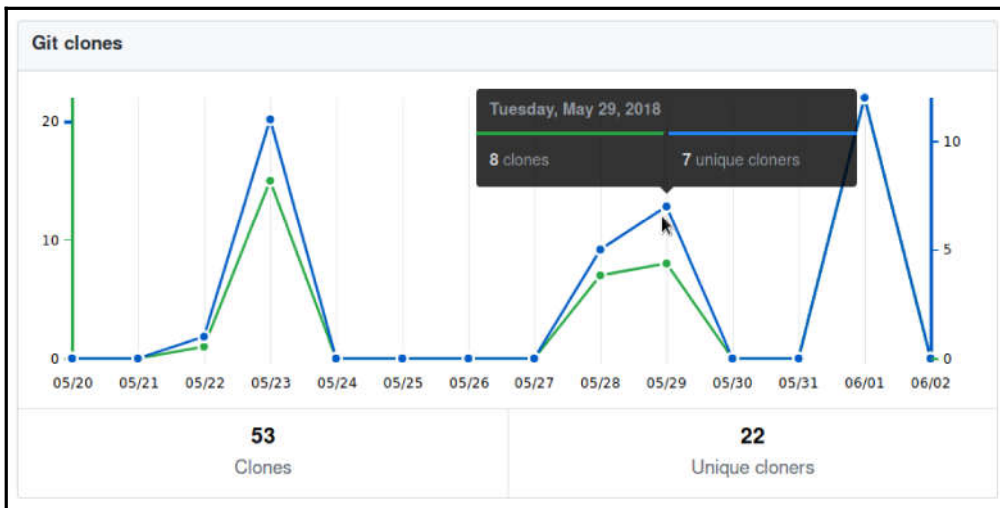 Git clones
Tuesday, May 29, 2018
8 clones 7 unique cloners
20
10
0
10
5
0
05/20 05/21 05/22 05/23 05/24 05/25 05/26 05/27 05/28 05/29 05/30 05/31 06/01 06/02
53
Clones
22
Unique cloners